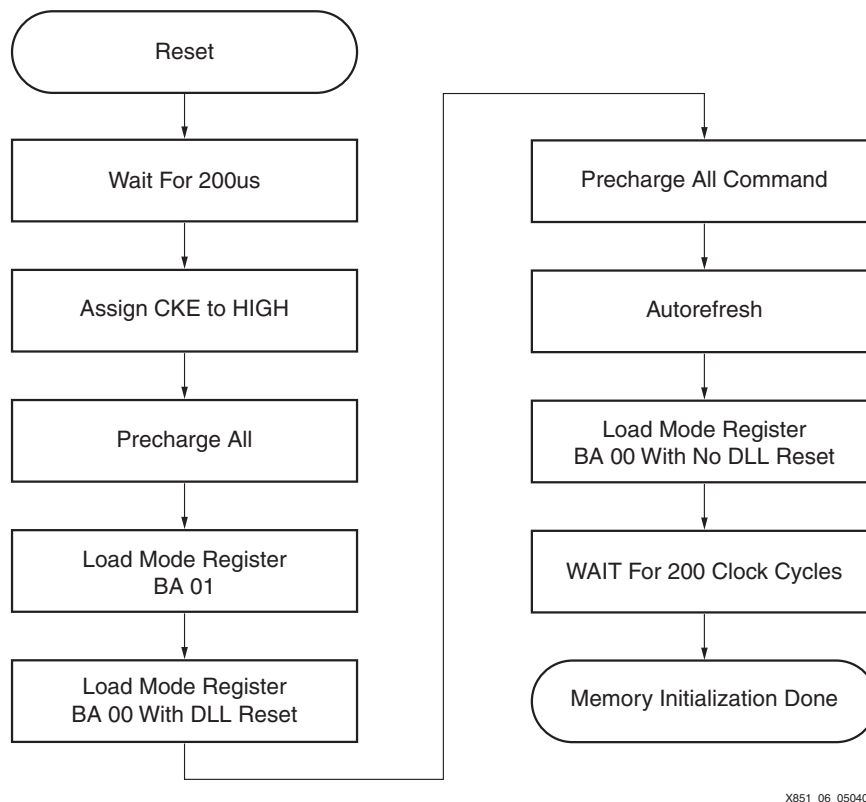 Reset
Wait For 200us
Assign CKE to HIGH
Precharge All
Load Mode Register
BA 01
Load Mode Register
BA 00 With DLL Reset
Precharge All Command
Autorefresh
Load Mode Register
BA 00 With No DLL Reset
WAIT For 200 Clock Cycles
Memory Initialization Done